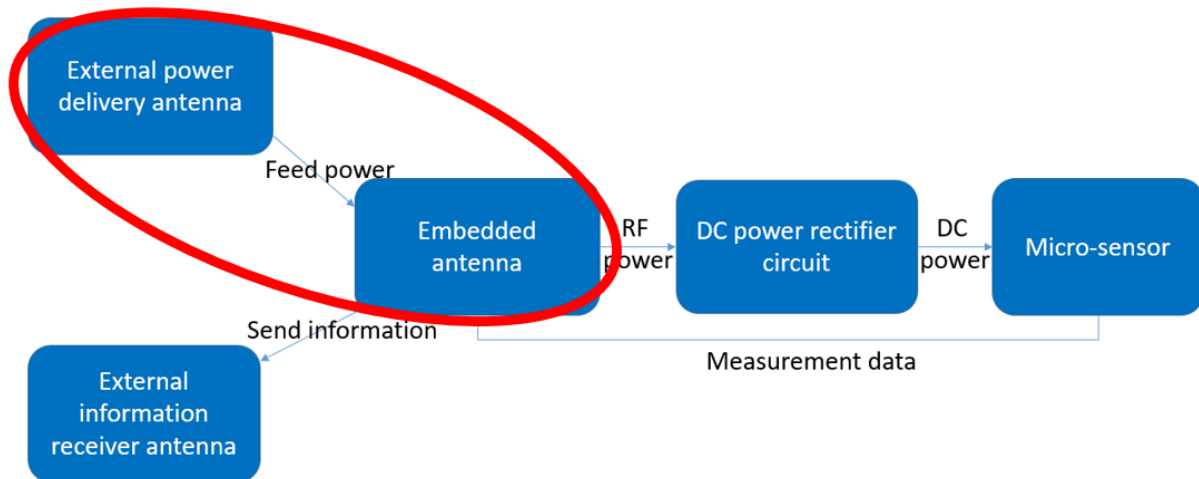 External power
delivery antenna
Feed power
Embedded
antenna
RF
power
DC power rectifier
circuit
DC
power
Micro-sensor
Send information
Measurement data
External
information
receiver antenna